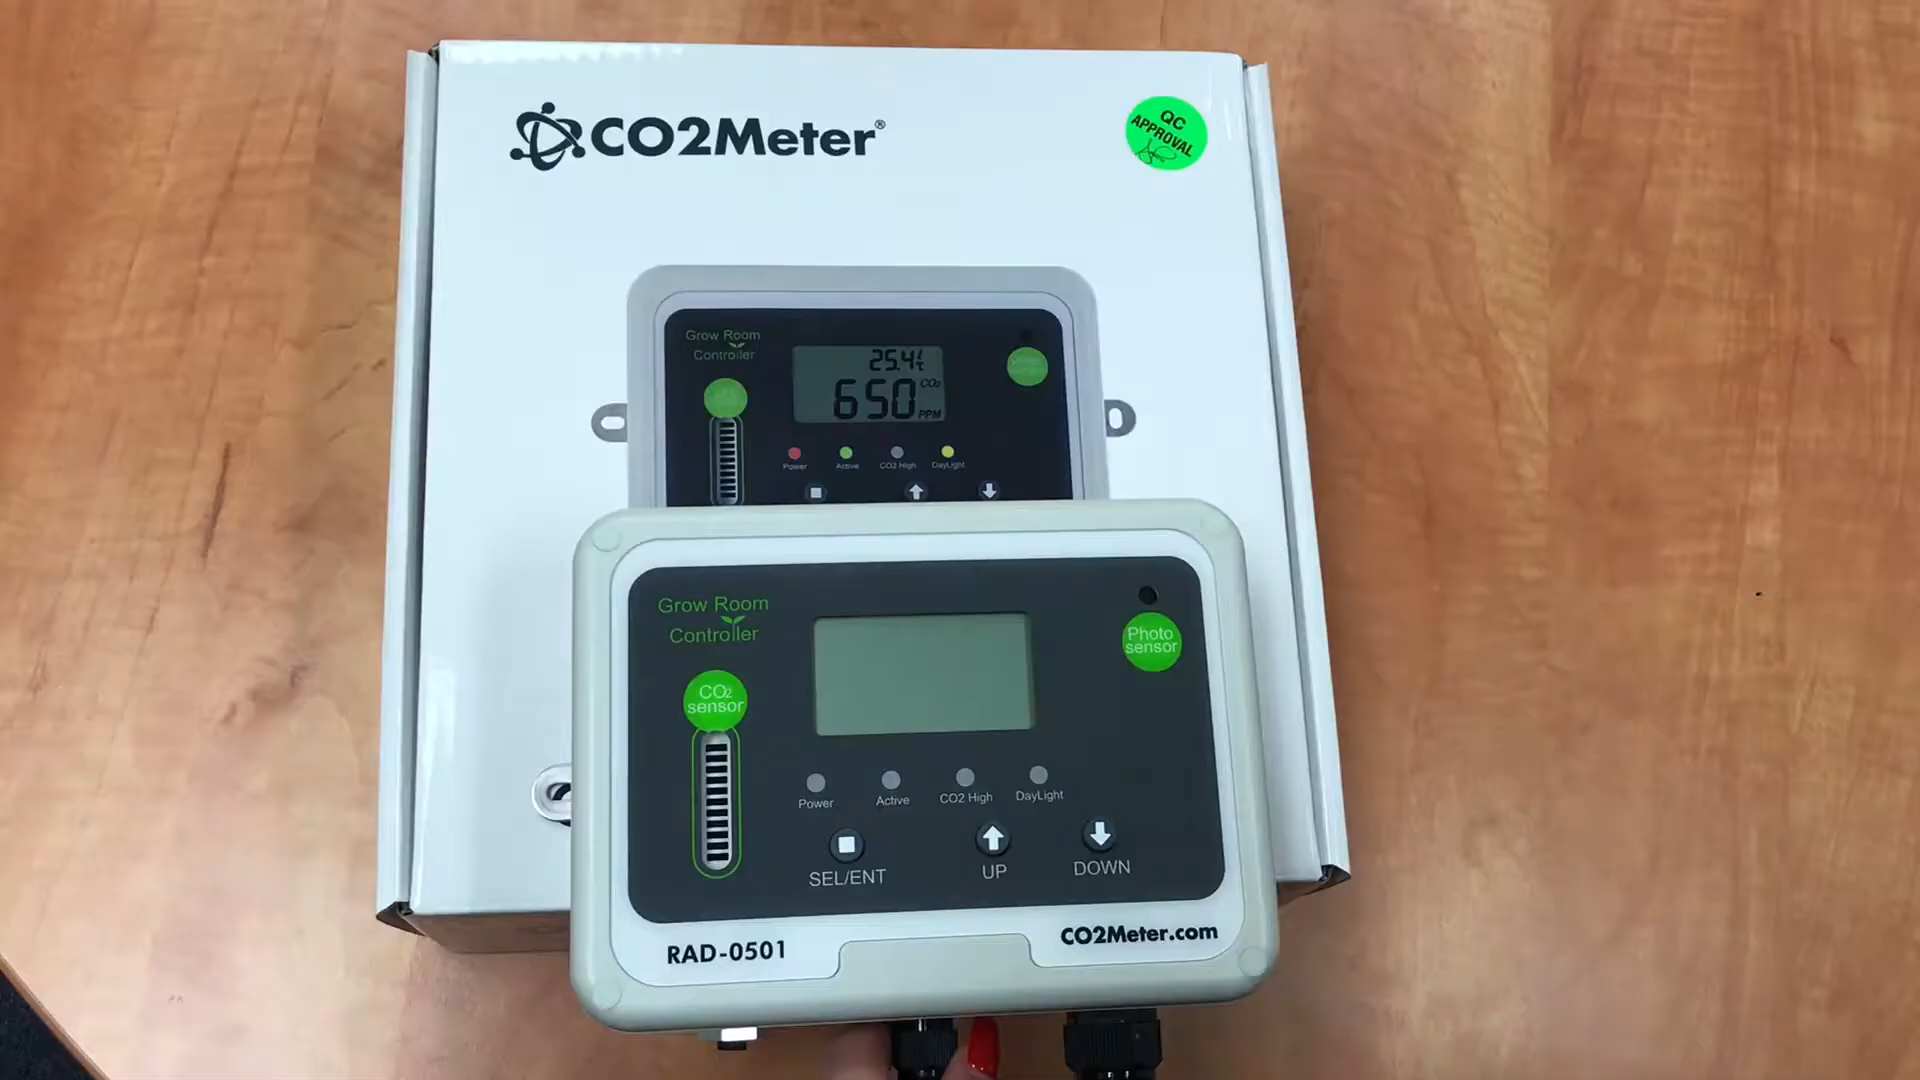 CO2Meter®
QC
APPROVAL
Grow Room
Controller
25.4
650 CO₂
PPM
Power Active CO2 High DayLight
Grow Room
Controller
Photo
sensor
CO₂
sensor
Power Active CO2 High DayLight
SEL/ENT UP DOWN
RAD-0501 CO2Meter.com